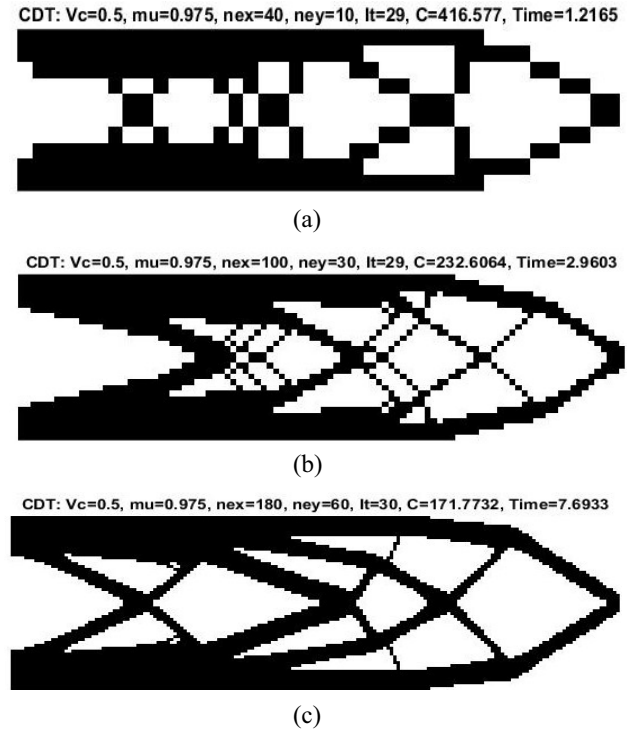 CDT: Vc=0.5, mu=0.975, nex=40, ney=10, It=29, C=416.577, Time=1.2165
(a)
CDT: Vc=0.5, mu=0.975, nex=100, ney=30, It=29, C=232.6064, Time=2.9603
(b)
CDT: Vc=0.5, mu=0.975, nex=180, ney=60, It=30, C=171.7732, Time=7.6933
(c)